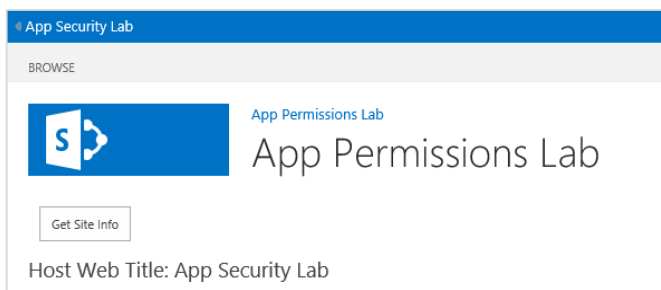 App Security Lab
BROWSE
S
App Permissions Lab
App Permissions Lab
Get Site Info
Host Web Title: App Security Lab